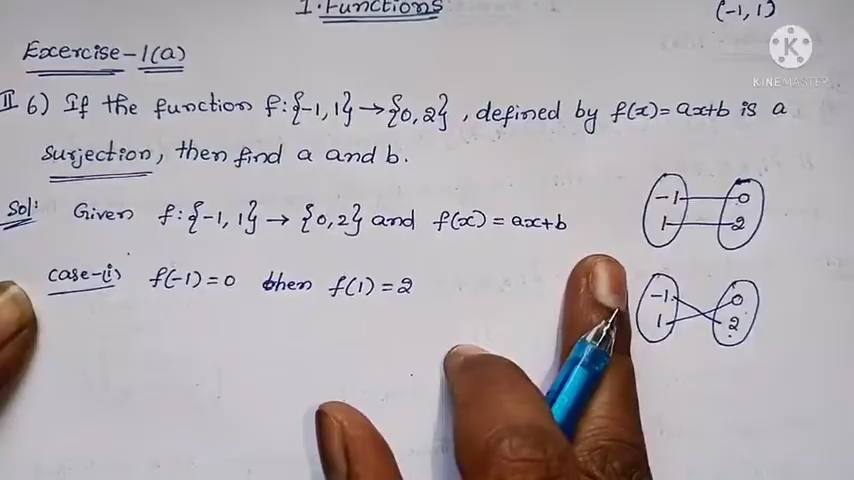 1. Functions
(-1, 1)
Exercise-1(a)
K
KINEMASTER
II 6) If the function f:{-1, 1} → {0, 2}, defined by f(x) = ax+b is a
surjection, then find a and b.
Sol: Given f:{-1, 1} → {0, 2} and f(x) = ax+b
-1 0
1 2
case-(i) f(-1) = 0 then f(1) = 2
-1 0
1 2